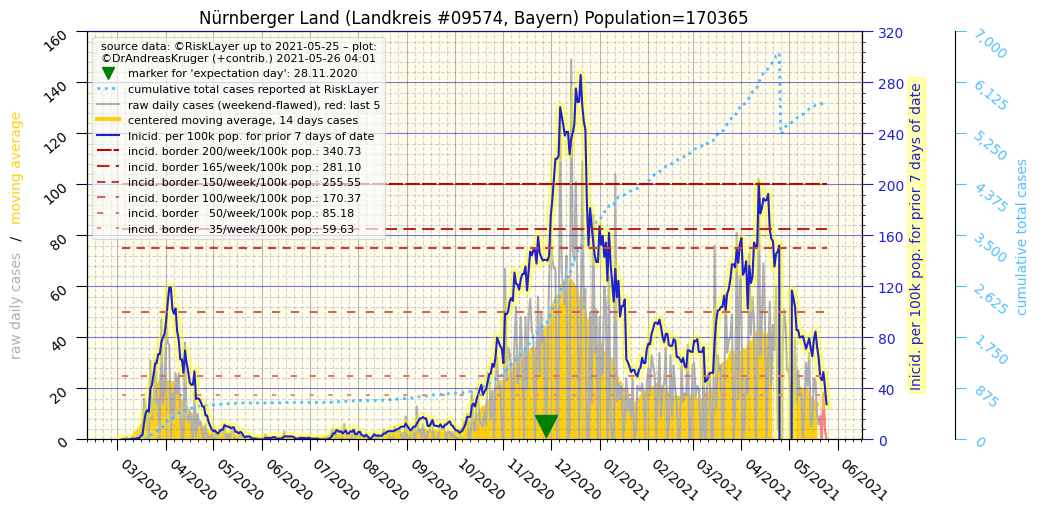 Nürnberger Land (Landkreis #09574, Bayern) Population=170365
source data: ©RiskLayer up to 2021-05-25 – plot:
©DrAndreasKruger (+contrib.) 2021-05-26 04:01
marker for 'expectation day': 28.11.2020
cumulative total cases reported at RiskLayer
raw daily cases (weekend-flawed), red: last 5
centered moving average, 14 days cases
Inicid. per 100k pop. for prior 7 days of date
incid. border 200/week/100k pop.: 340.73
incid. border 165/week/100k pop.: 281.10
incid. border 150/week/100k pop.: 255.55
incid. border 100/week/100k pop.: 170.37
incid. border   50/week/100k pop.: 85.18
incid. border   35/week/100k pop.: 59.63
raw daily cases / moving average
160
140
120
100
80
60
40
20
0
03/2020
04/2020
05/2020
06/2020
07/2020
08/2020
09/2020
10/2020
11/2020
12/2020
01/2021
02/2021
03/2021
04/2021
05/2021
06/2021
320
280
240
200
160
120
80
40
0
Inicid. per 100k pop. for prior 7 days of date
7,000
6,125
5,250
4,375
3,500
2,625
1,750
875
0
cumulative total cases